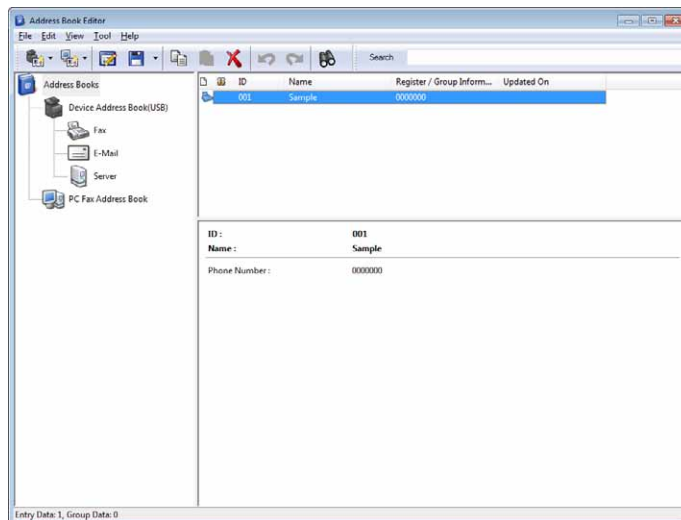 Address Book Editor
File Edit View Tool Help
Search
Address Books
Device Address Book(USB)
Fax
E-Mail
Server
PC Fax Address Book
ID Name Register / Group Inform... Updated On
001 Sample 0000000
ID : 001
Name : Sample
Phone Number : 0000000
Entry Data: 1, Group Data: 0